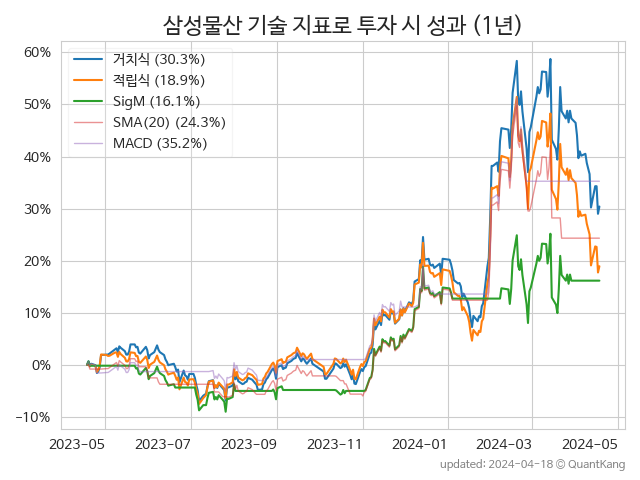 삼성물산 기술 지표로 투자 시 성과 (1년)
거치식 (30.3%)
적립식 (18.9%)
SigM (16.1%)
SMA(20) (24.3%)
MACD (35.2%)
60%
50%
40%
30%
20%
10%
0%
−10%
2023-05 2023-07 2023-09 2023-11 2024-01 2024-03 2024-05
updated: 2024-04-18 © QuantKang